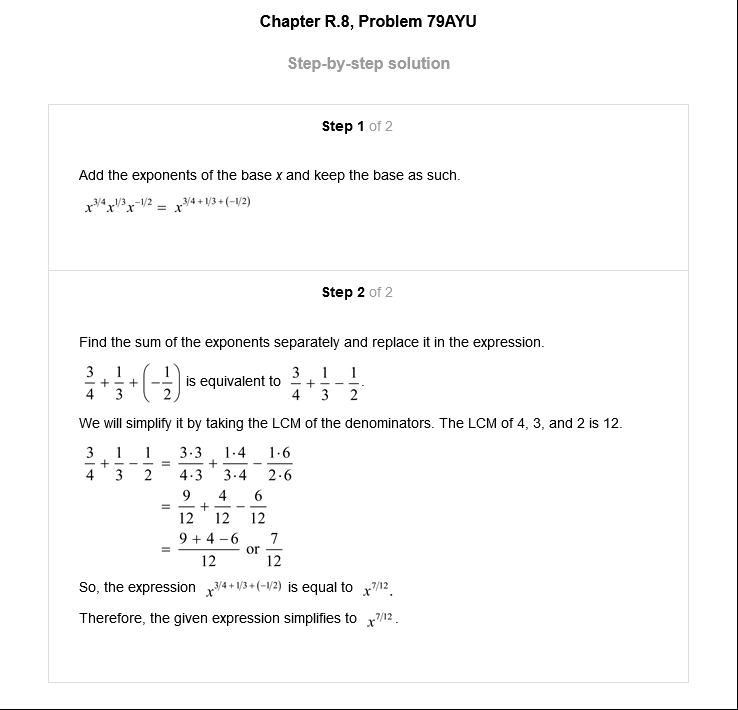 Chapter R.8, Problem 79AYU
Step-by-step solution
Step 1 of 2
Add the exponents of the base x and keep the base as such.
x^{3/4}x^{1/3}x^{-1/2} = x^{3/4+1/3+(-1/2)}
Step 2 of 2
Find the sum of the exponents separately and replace it in the expression.
\frac{3}{4}+\frac{1}{3}+\left(-\frac{1}{2}\right) is equivalent to \frac{3}{4}+\frac{1}{3}-\frac{1}{2}.
We will simplify it by taking the LCM of the denominators. The LCM of 4, 3, and 2 is 12.
\frac{3}{4}+\frac{1}{3}-\frac{1}{2} = \frac{3·3}{4·3}+\frac{1·4}{3·4}-\frac{1·6}{2·6}
= \frac{9}{12}+\frac{4}{12}-\frac{6}{12}
= \frac{9+4-6}{12} or \frac{7}{12}
So, the expression x^{3/4+1/3+(-1/2)} is equal to x^{7/12}.
Therefore, the given expression simplifies to x^{7/12}.